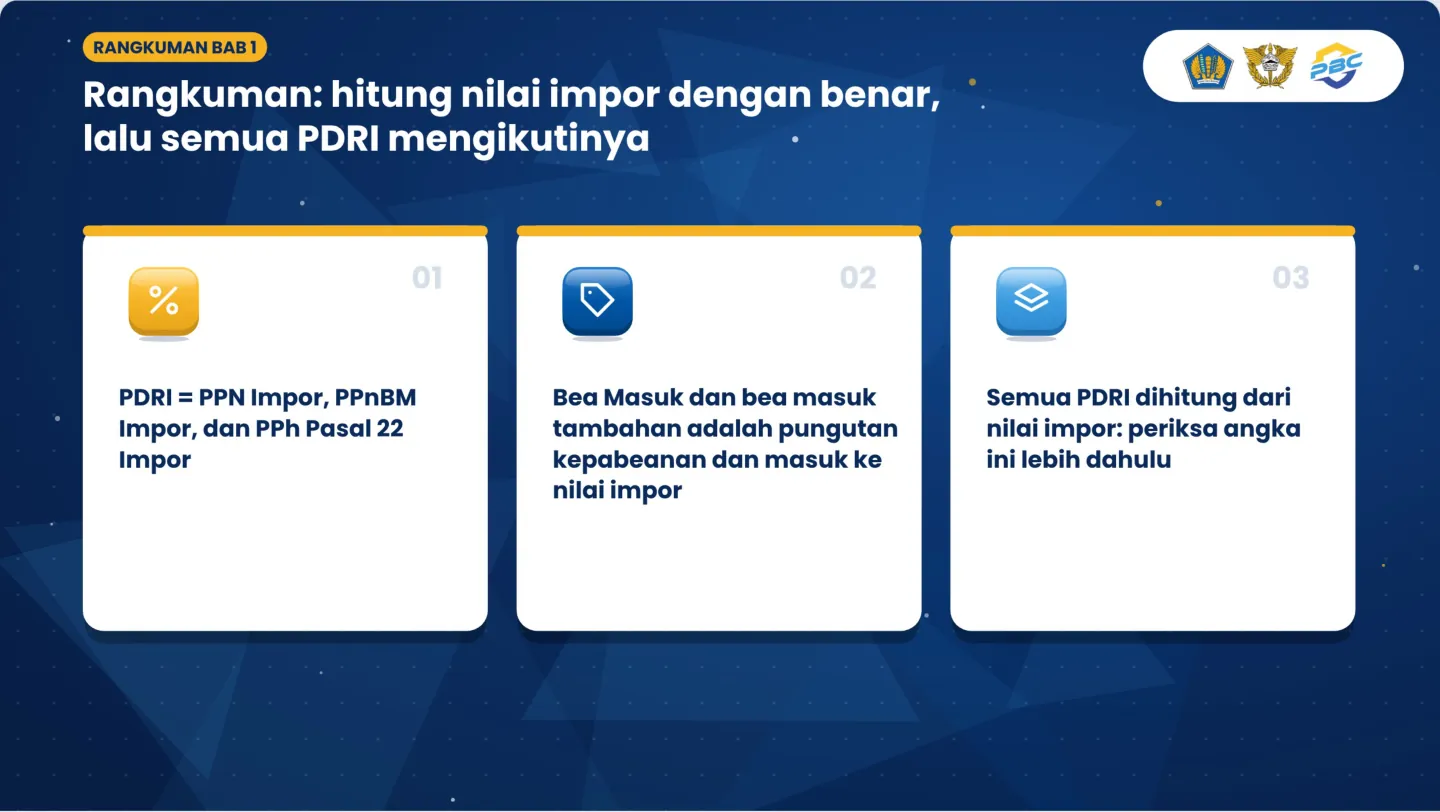 RANGKUMAN BAB 1
Rangkuman: hitung nilai impor dengan benar,
lalu semua PDRI mengikutinya
PBC
01
PDRI = PPN Impor, PPnBM
Impor, dan PPh Pasal 22
Impor
02
Bea Masuk dan bea masuk
tambahan adalah pungutan
kepabeanan dan masuk ke
nilai impor
03
Semua PDRI dihitung dari
nilai impor: periksa angka
ini lebih dahulu